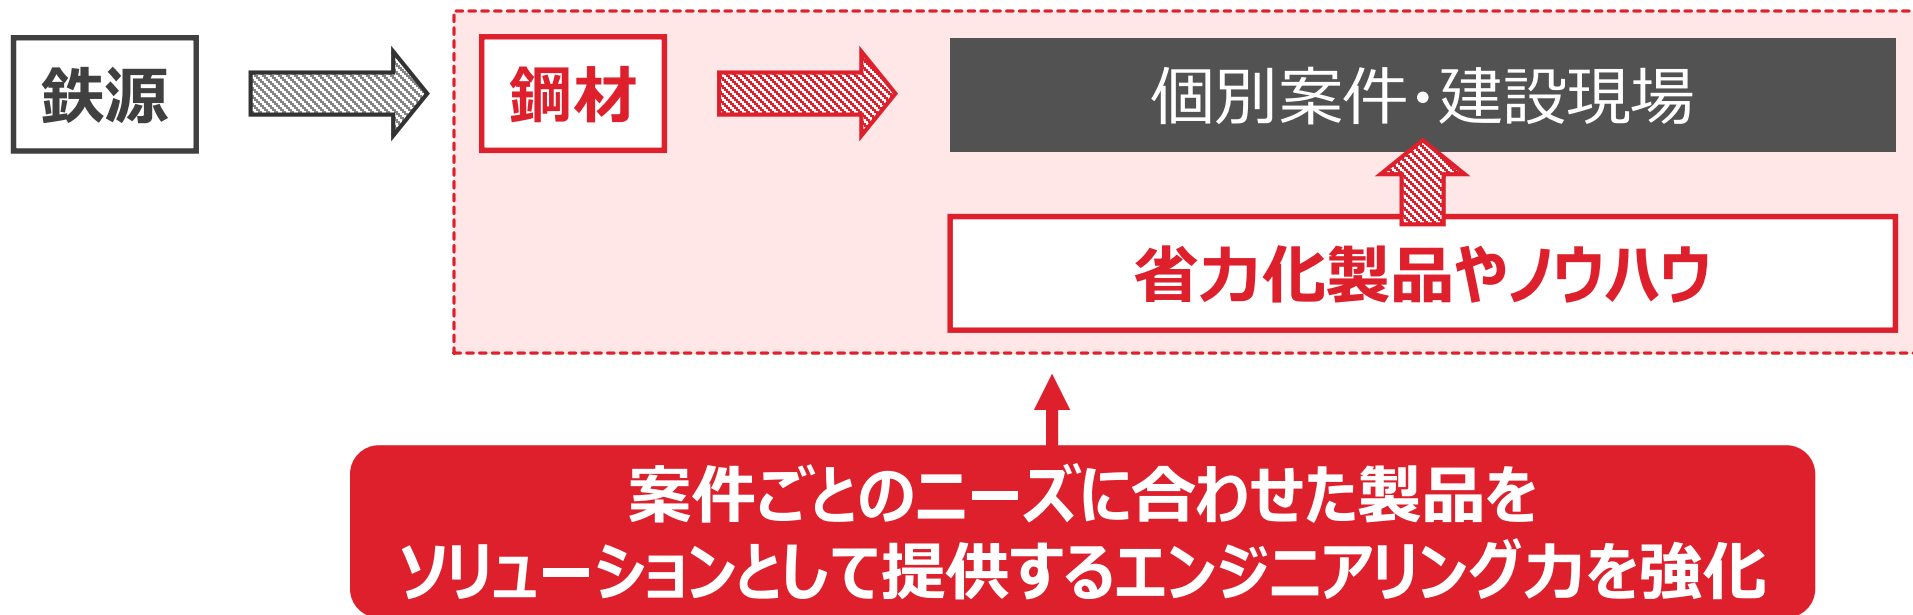 鉄源
鋼材
個別案件・建設現場
省力化製品やノウハウ
案件ごとのニーズに合わせた製品を
ソリューションとして提供するエンジニアリング力を強化